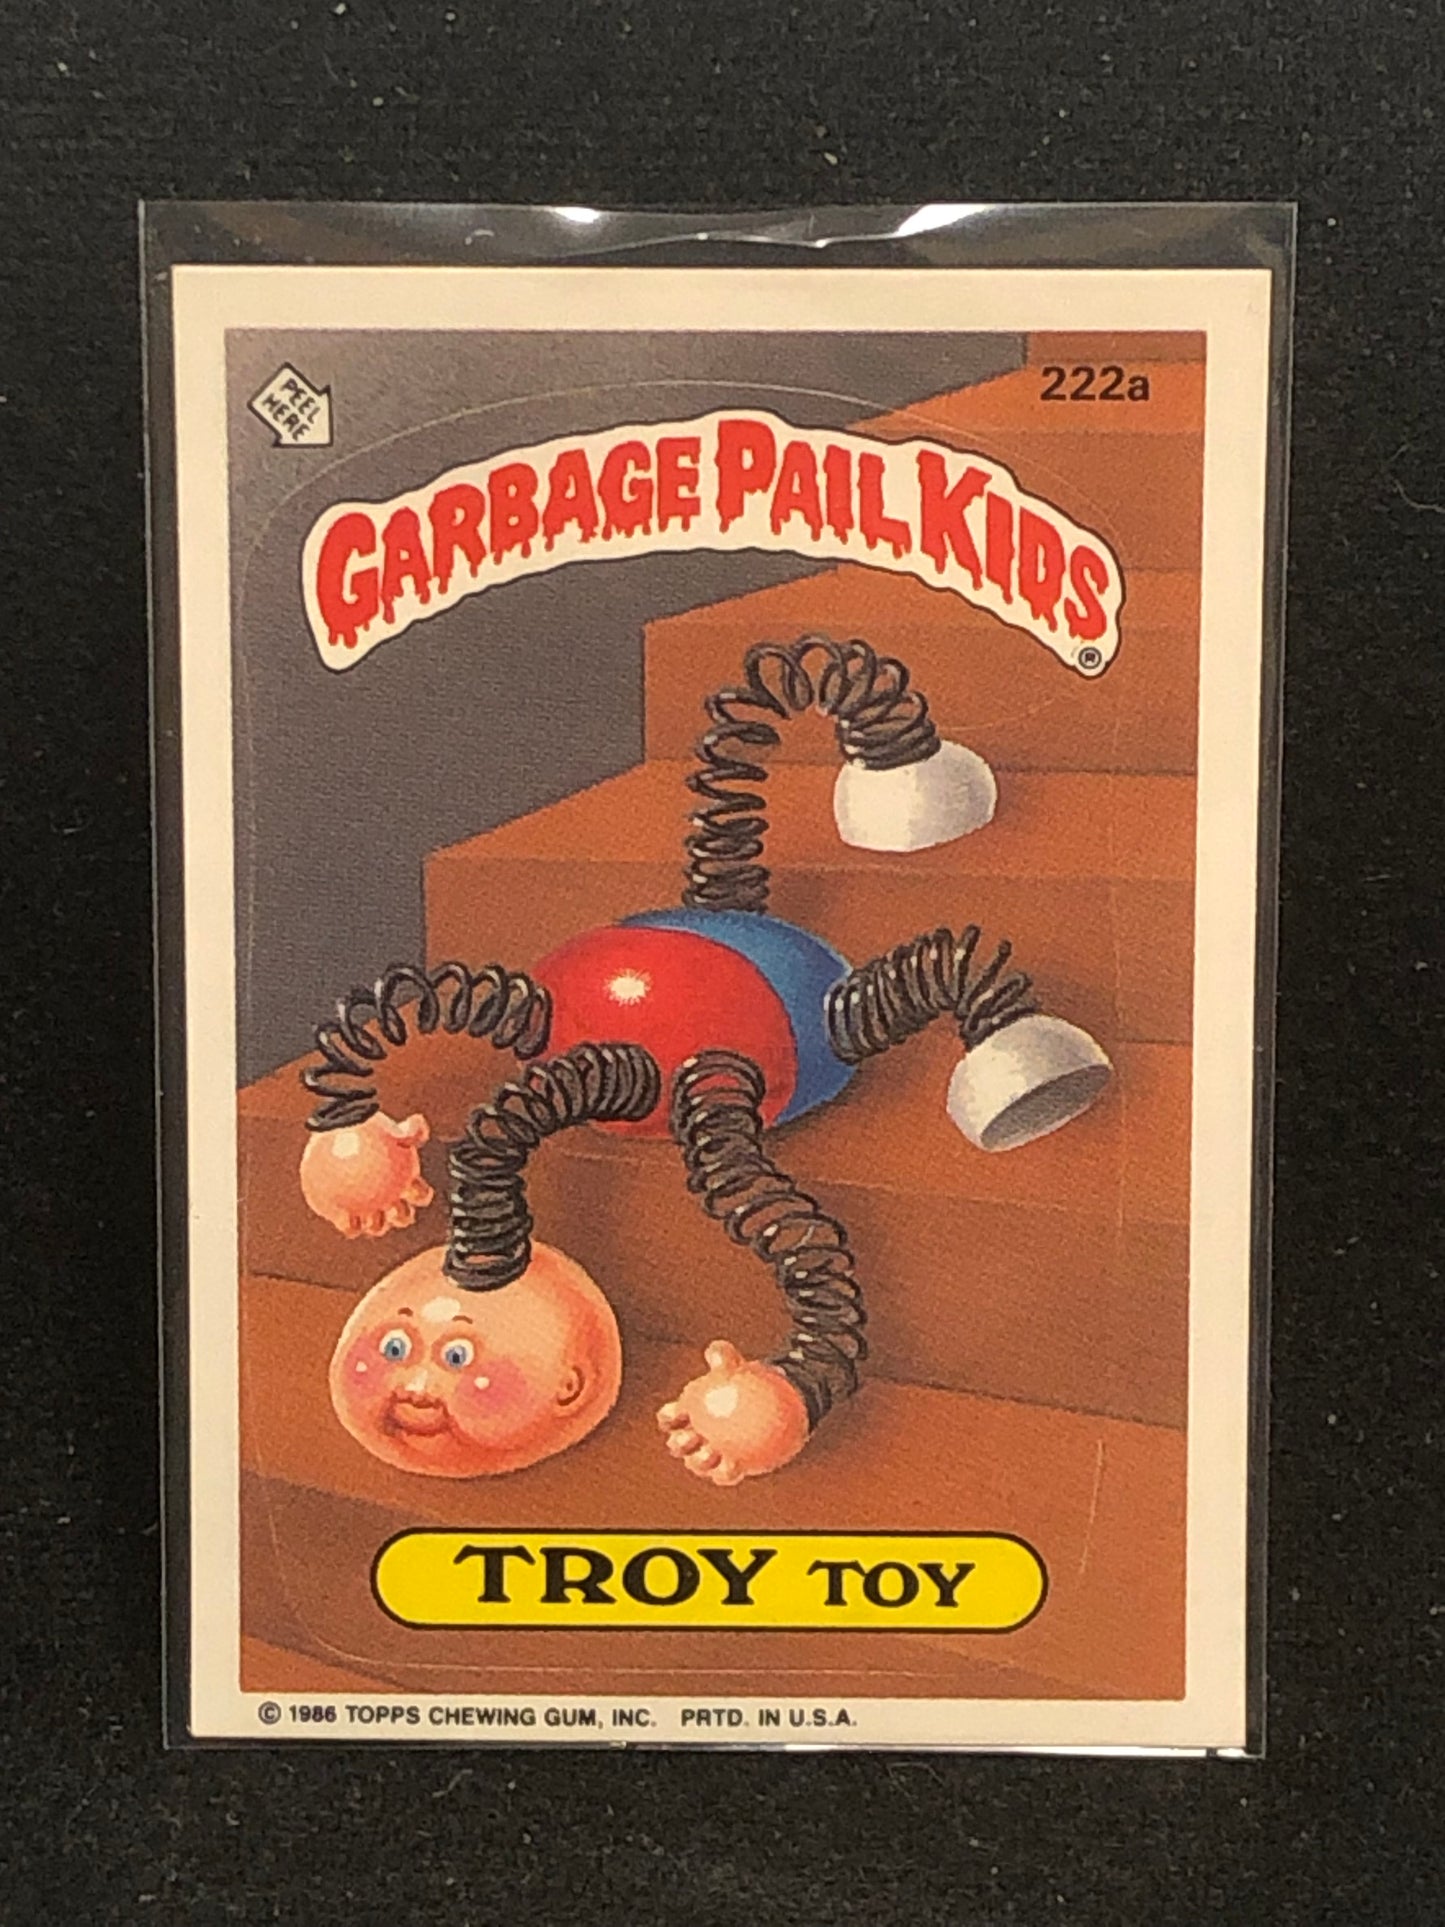 PEEL
HERE
222a
GARBAGE PAIL KIDS
®
TROY TOY
© 1986 TOPPS CHEWING GUM, INC. PRTD. IN U.S.A.